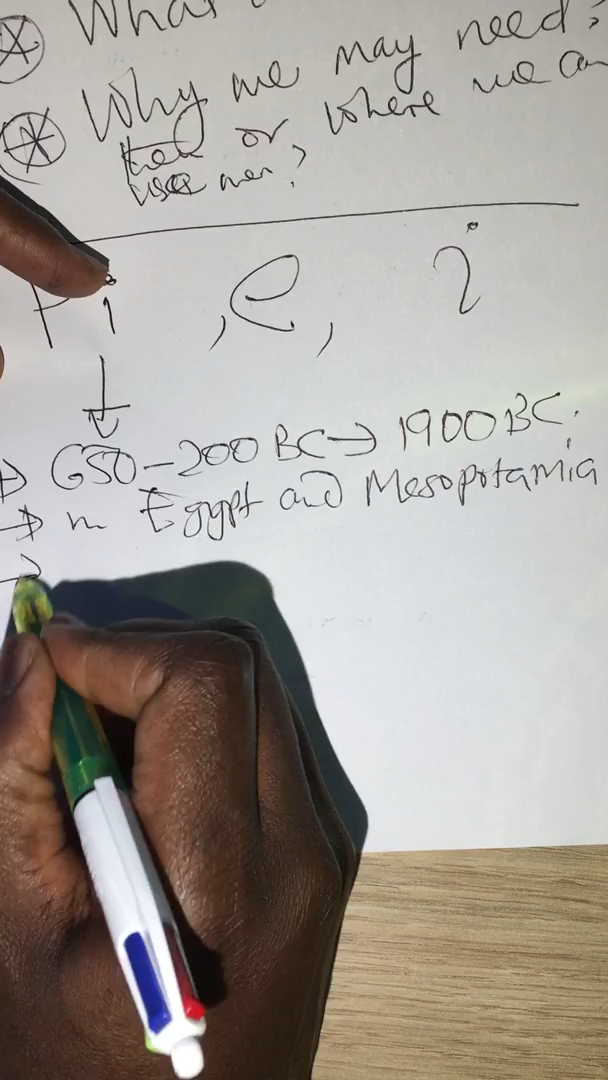 What
Why we may need?
or where we can
use
Pi , e, i
650-200 BC → 1900 BC.
→ in Egypt and Mesopotamia
→